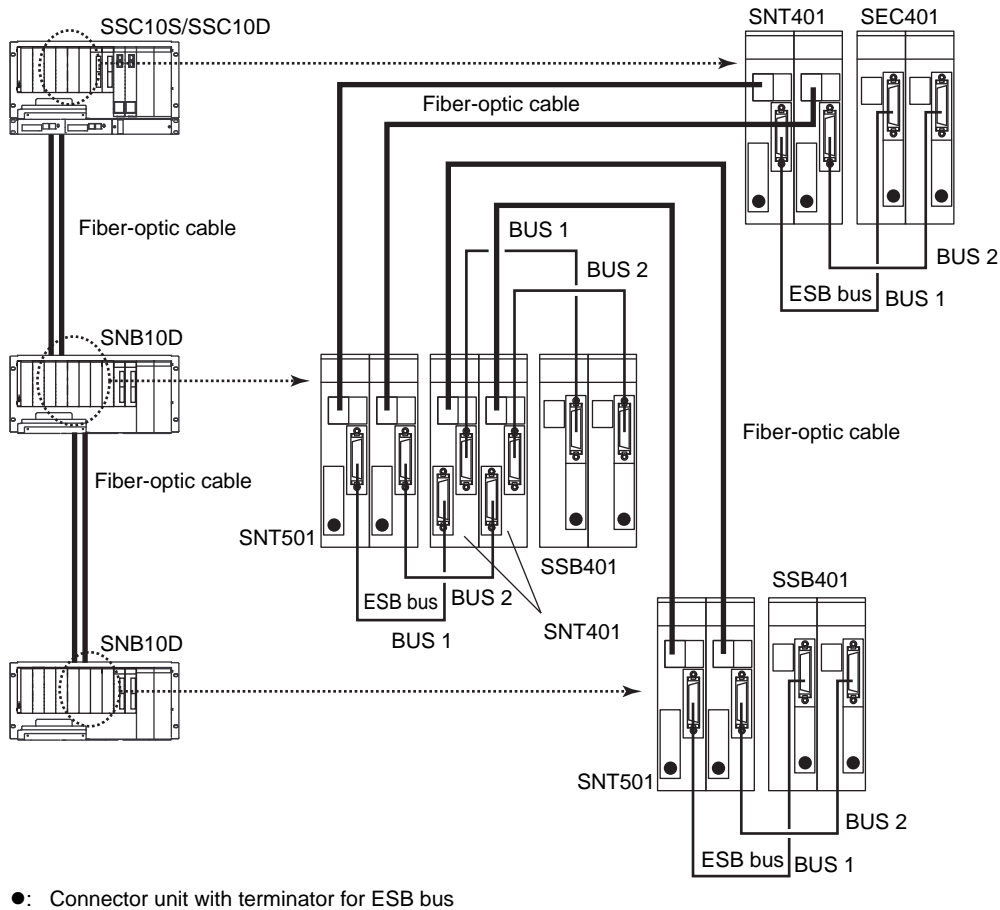 SSC10S/SSC10D
SNT401
SEC401
Fiber-optic cable
Fiber-optic cable
BUS 1
BUS 2
BUS 2
ESB bus
BUS 1
SNB10D
Fiber-optic cable
Fiber-optic cable
SNT501
SSB401
ESB bus
BUS 2
BUS 1
SNT401
SSB401
SNB10D
SNT501
BUS 2
ESB bus
BUS 1
●: Connector unit with terminator for ESB bus